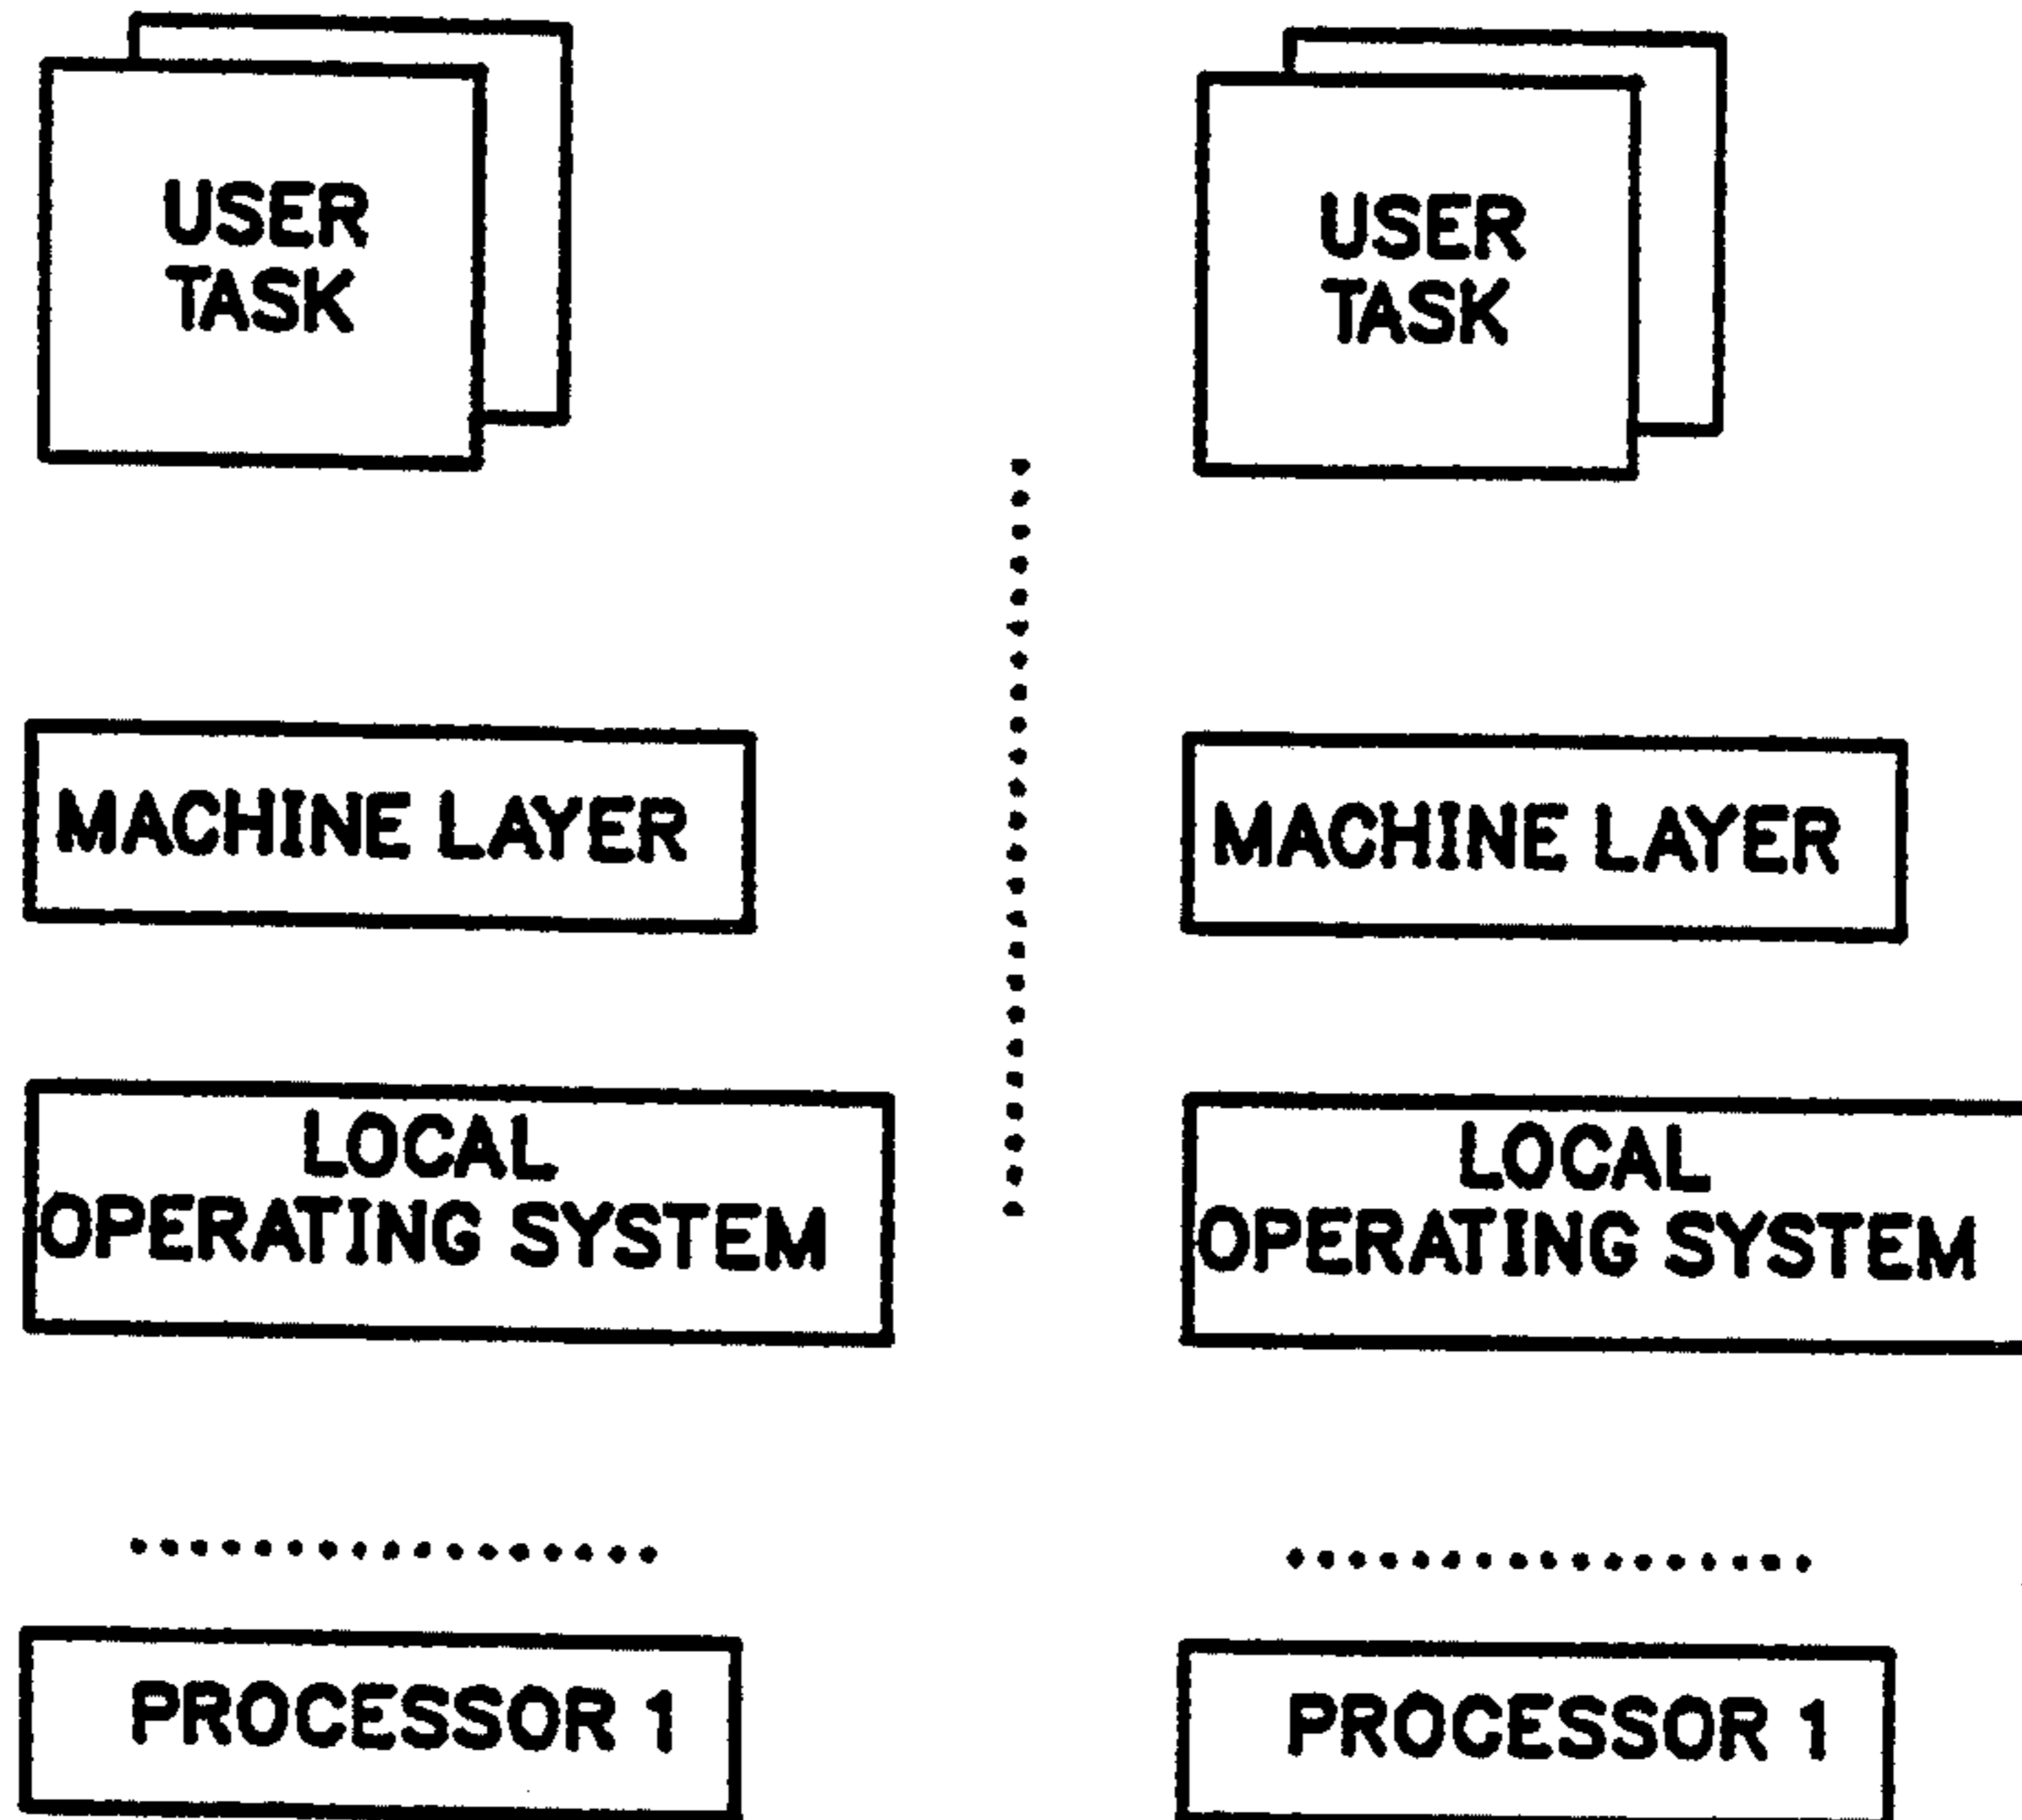 USER
TASK
USER
TASK
MACHINE LAYER
MACHINE LAYER
LOCAL
OPERATING SYSTEM
LOCAL
OPERATING SYSTEM
PROCESSOR 1
PROCESSOR 1